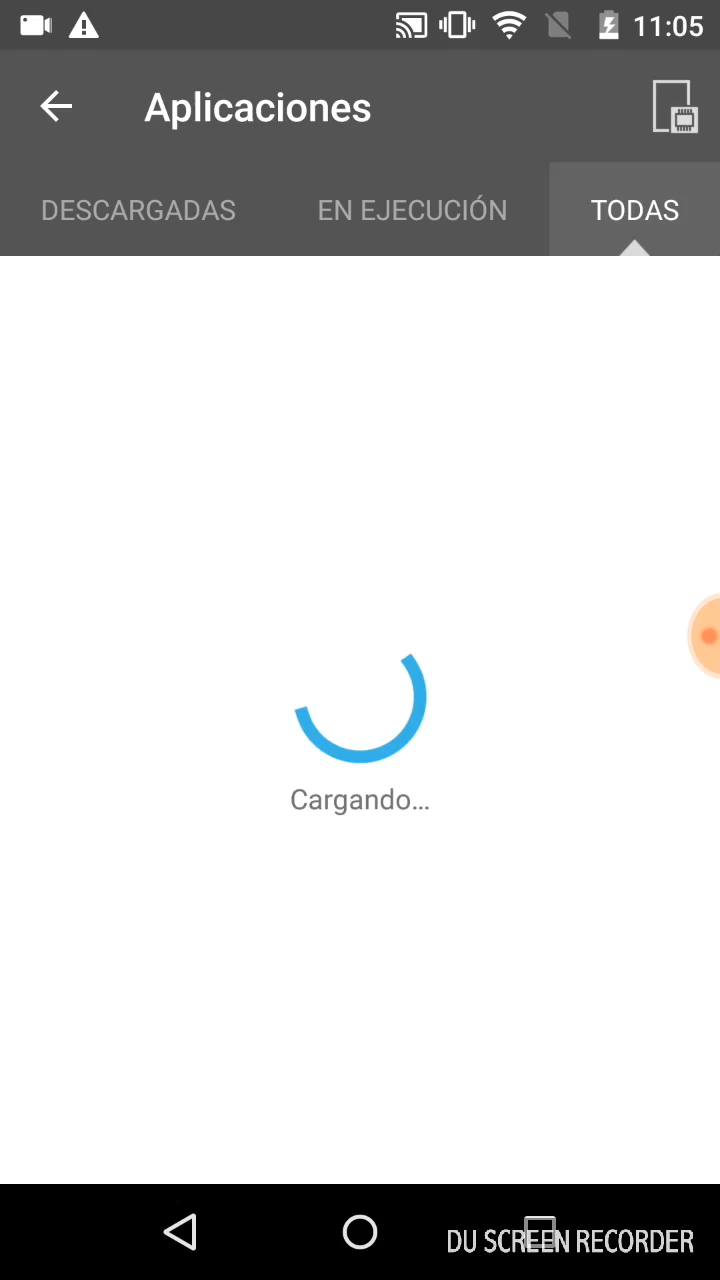 11:05
Aplicaciones
DESCARGADAS EN EJECUCIÓN TODAS
Cargando...
DU SCREEN RECORDER